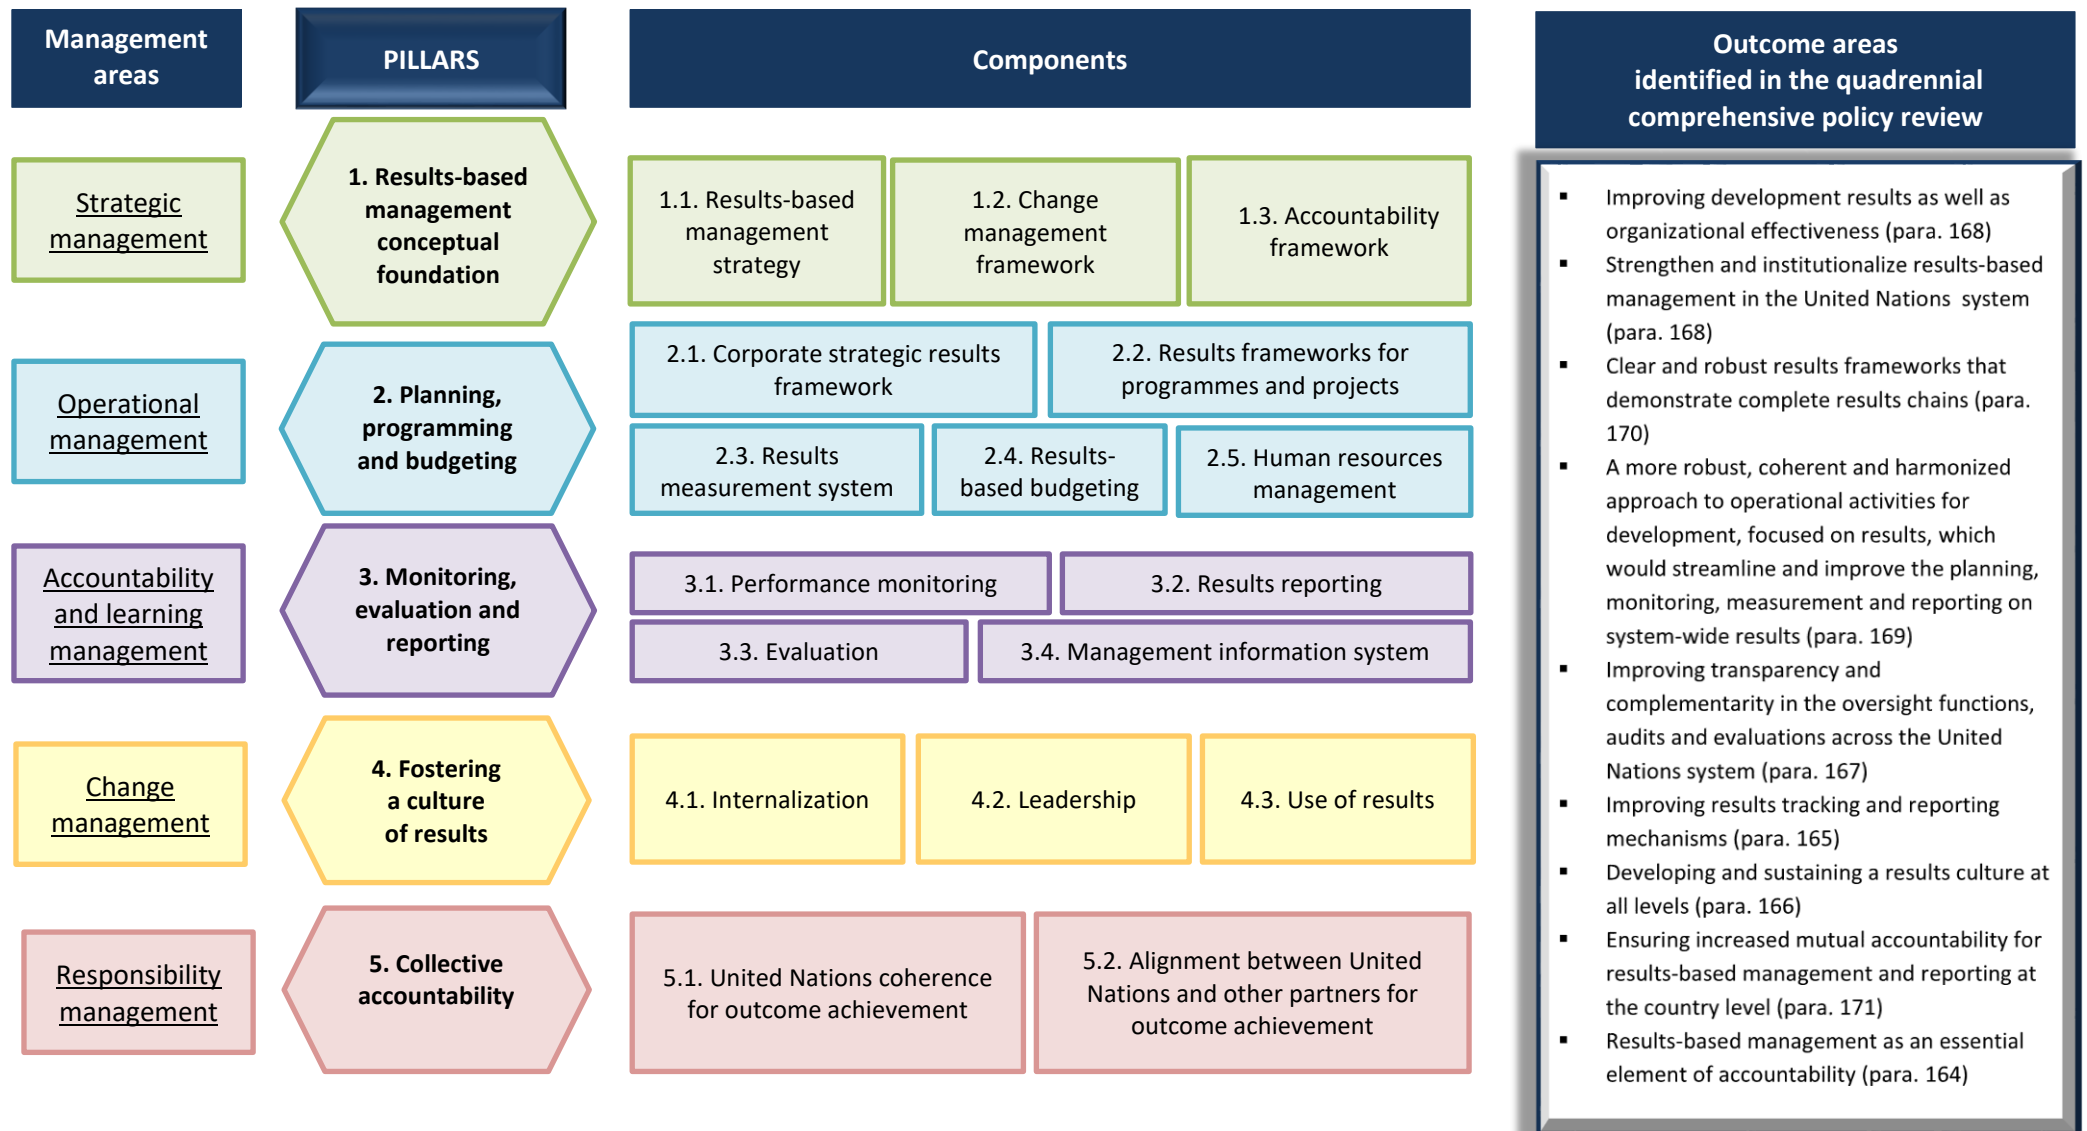 Management
areas
PILLARS
Components
Outcome areas
identified in the quadrennial
comprehensive policy review
Strategic
management
1. Results-based
management
conceptual
foundation
1.1. Results-based
management
strategy
1.2. Change
management
framework
1.3. Accountability
framework
Operational
management
2. Planning,
programming
and budgeting
2.1. Corporate strategic results
framework
2.2. Results frameworks for
programmes and projects
2.3. Results
measurement system
2.4. Results-
based budgeting
2.5. Human resources
management
Accountability
and learning
management
3. Monitoring,
evaluation and
reporting
3.1. Performance monitoring
3.2. Results reporting
3.3. Evaluation
3.4. Management information system
Change
management
4. Fostering
a culture
of results
4.1. Internalization
4.2. Leadership
4.3. Use of results
Responsibility
management
5. Collective
accountability
5.1. United Nations coherence
for outcome achievement
5.2. Alignment between United
Nations and other partners for
outcome achievement
▪ Improving development results as well as
organizational effectiveness (para. 168)
▪ Strengthen and institutionalize results-based
management in the United Nations  system
(para. 168)
▪ Clear and robust results frameworks that
demonstrate complete results chains (para.
170)
▪ A more robust, coherent and harmonized
approach to operational activities for
development, focused on results, which
would streamline and improve the planning,
monitoring, measurement and reporting on
system-wide results (para. 169)
▪ Improving transparency and
complementarity in the oversight functions,
audits and evaluations across the United
Nations system (para. 167)
▪ Improving results tracking and reporting
mechanisms (para. 165)
▪ Developing and sustaining a results culture at
all levels (para. 166)
▪ Ensuring increased mutual accountability for
results-based management and reporting at
the country level (para. 171)
▪ Results-based management as an essential
element of accountability (para. 164)